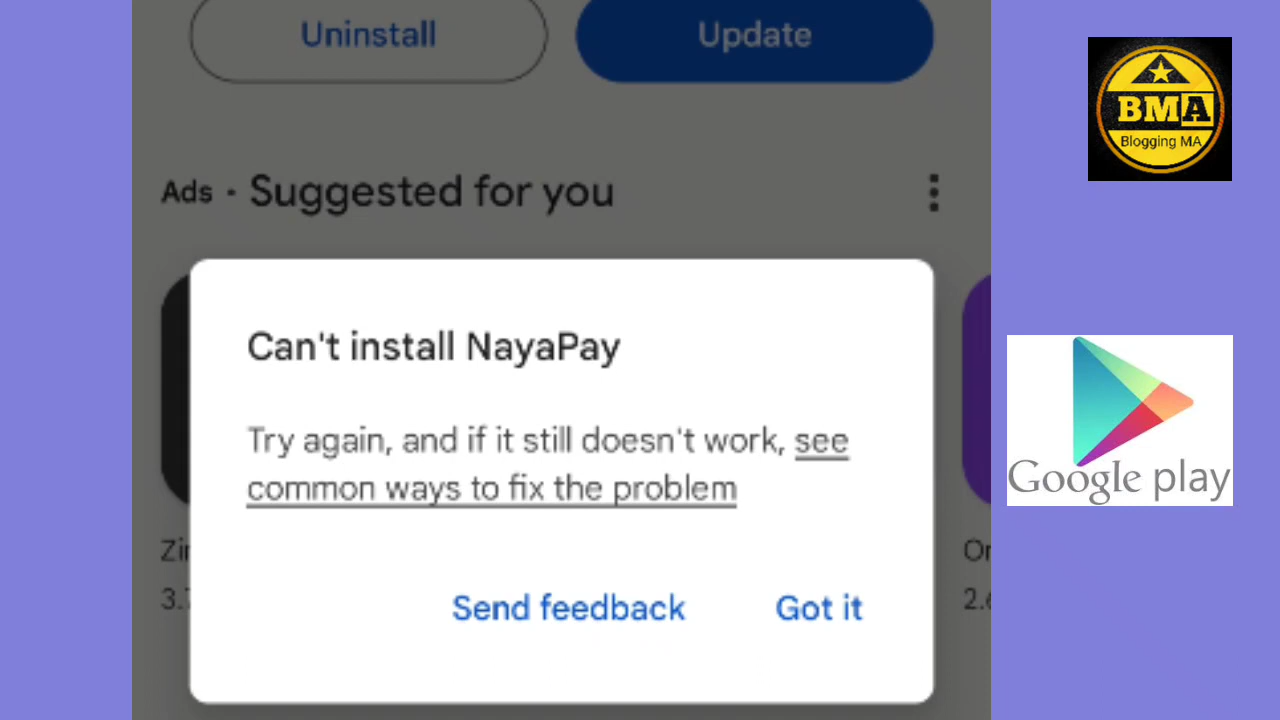 Uninstall
Update
Ads · Suggested for you
Can't install NayaPay
Try again, and if it still doesn't work, see
common ways to fix the problem
Send feedback
Got it
BMA
Blogging MA
Google play